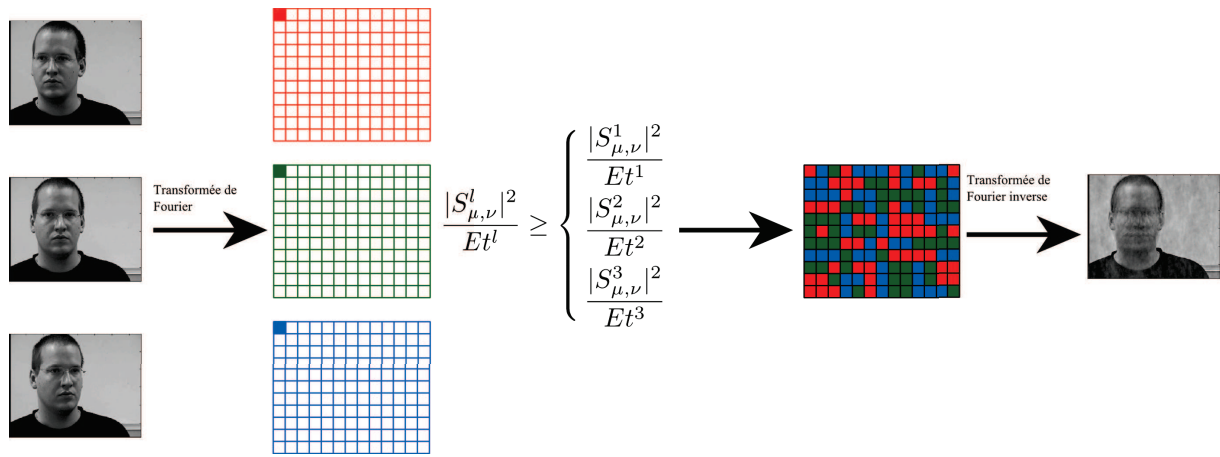 Transformée de
Fourier
|S^l_{μ,ν}|^2 / Et^l ≥ { |S^1_{μ,ν}|^2 / Et^1
|S^2_{μ,ν}|^2 / Et^2
|S^3_{μ,ν}|^2 / Et^3
Transformée de
Fourier inverse